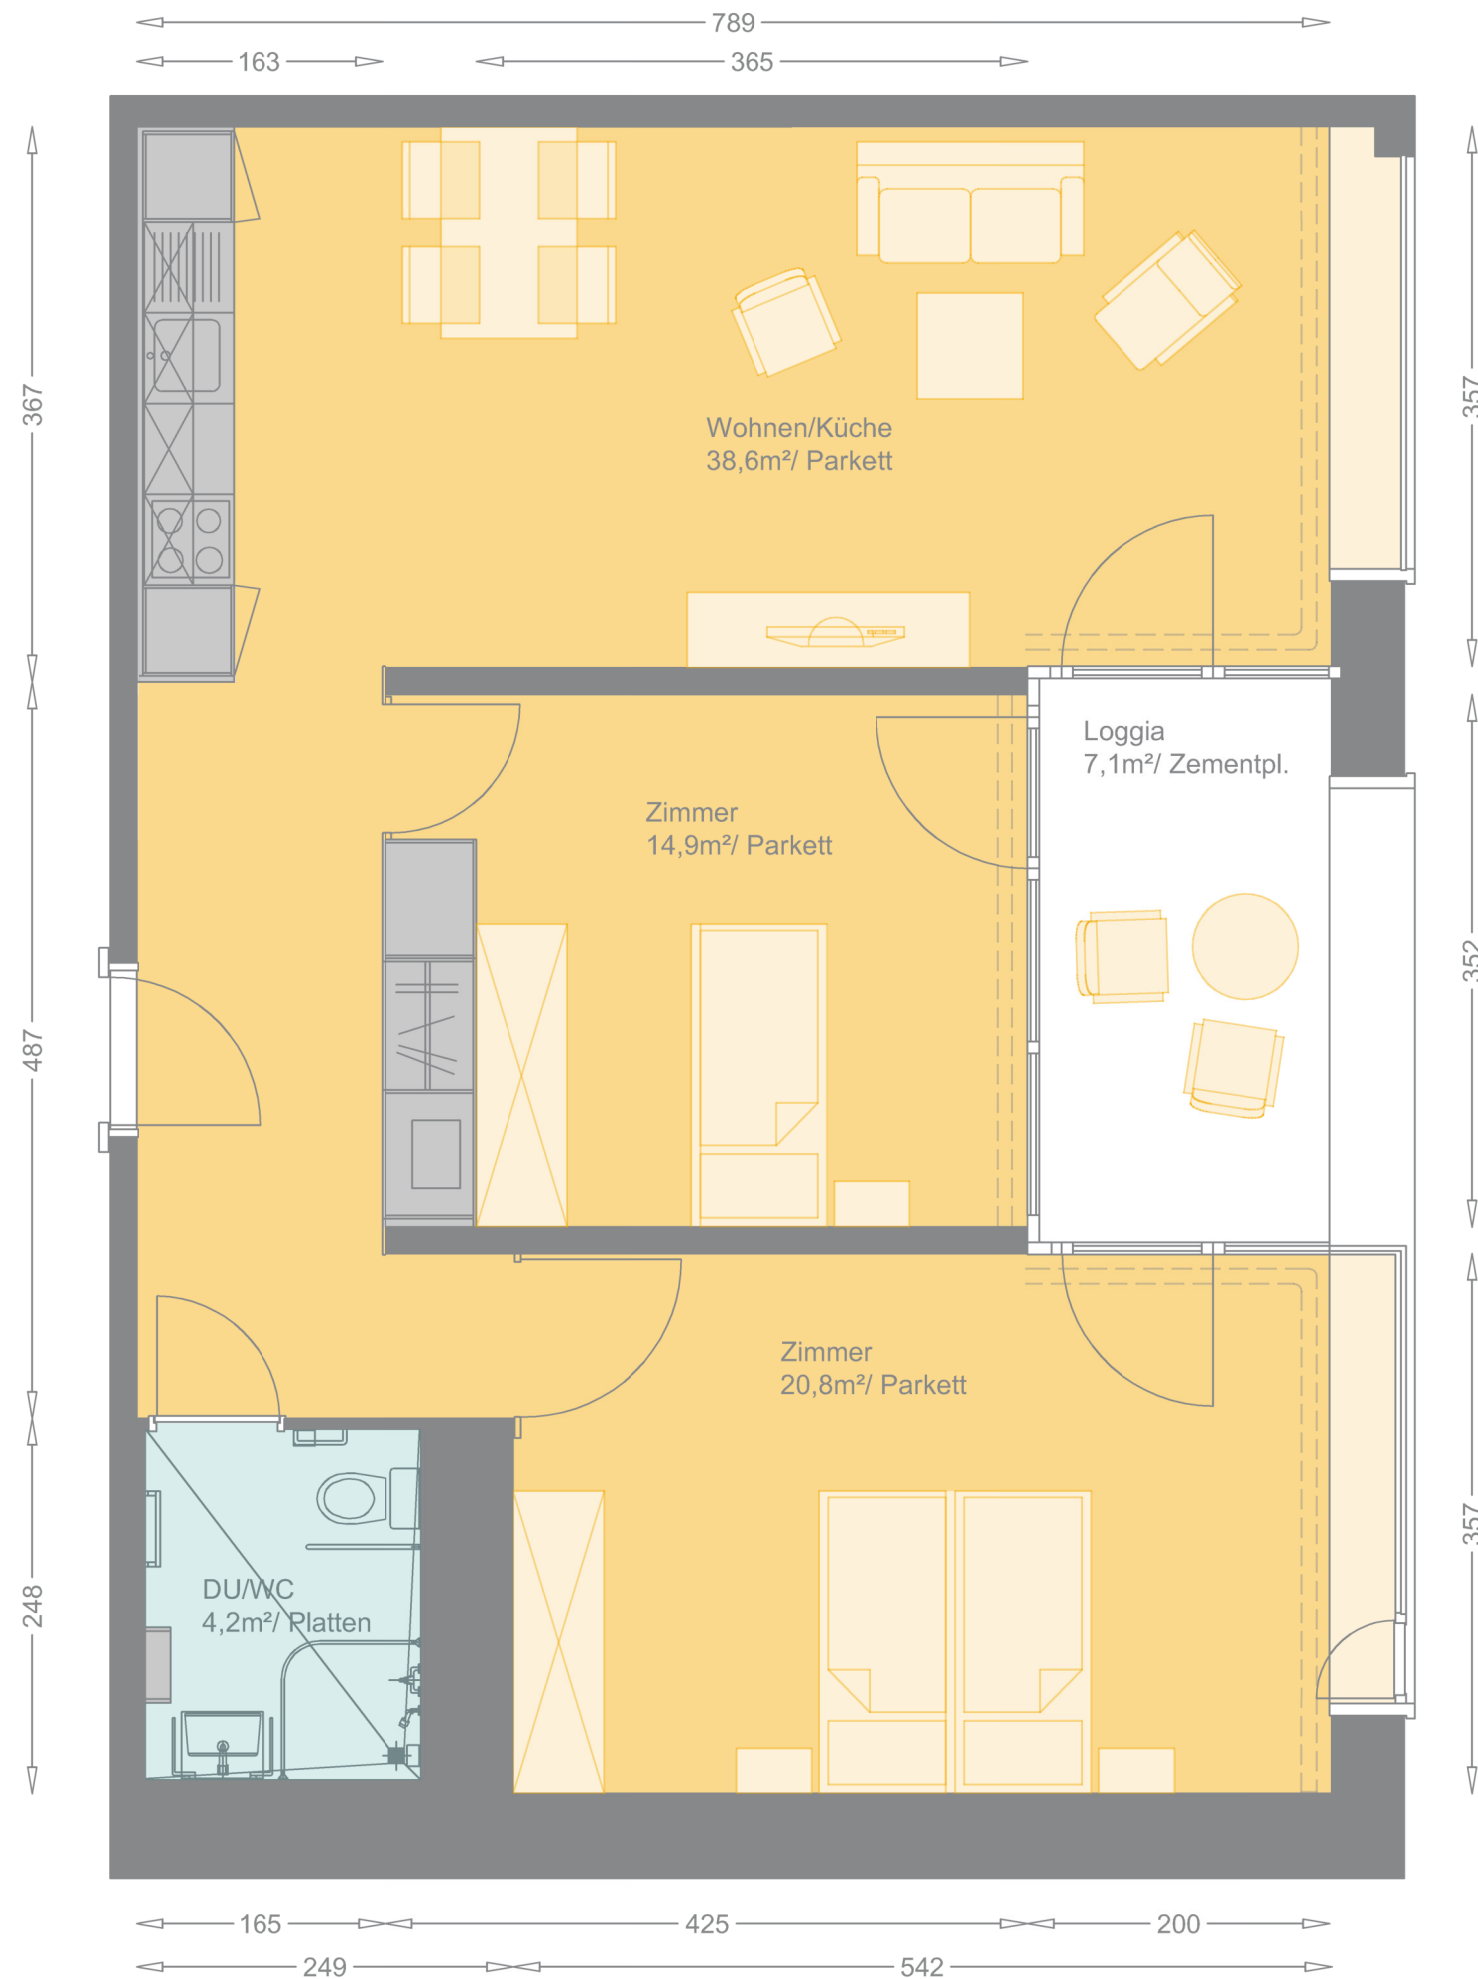 789
163
365
367
357
Wohnen/Küche
38,6m²/ Parkett
Loggia
7,1m²/ Zementpl.
Zimmer
14,9m²/ Parkett
352
487
Zimmer
20,8m²/ Parkett
357
248
DU/WC
4,2m²/ Platten
165
425
200
249
542